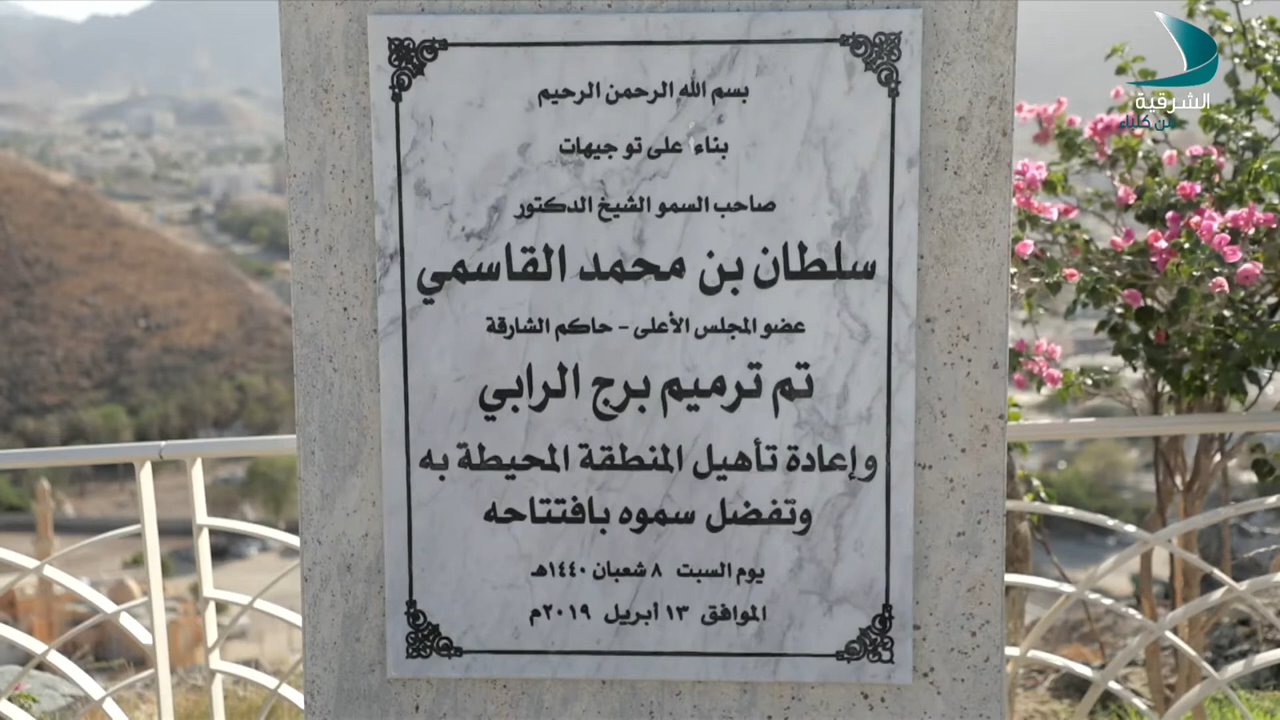 بسم الله الرحمن الرحيم
بناء على توجيهات
صاحب السمو الشيخ الدكتور
سلطان بن محمد القاسمي
عضو المجلس الأعلى - حاكم الشارقة
تم ترميم برج الرابي
وإعادة تأهيل المنطقة المحيطة به
وتفضل سموه بافتتاحه
يوم السبت ٨ شعبان ١٤٤٠هـ
الموافق ١٣ أبريل ٢٠١٩م
الشرقية
من كلباء